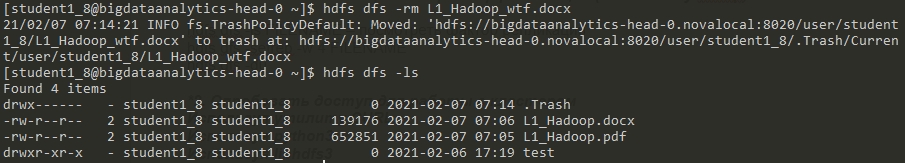 [student1_8@bigdataanalytics-head-0 ~]$ hdfs dfs -rm L1_Hadoop_wtf.docx
21/02/07 07:14:21 INFO fs.TrashPolicyDefault: Moved: 'hdfs://bigdataanalytics-head-0.novalocal:8020/user/student
1_8/L1_Hadoop_wtf.docx' to trash at: hdfs://bigdataanalytics-head-0.novalocal:8020/user/student1_8/.Trash/Curren
t/user/student1_8/L1_Hadoop_wtf.docx
[student1_8@bigdataanalytics-head-0 ~]$ hdfs dfs -ls
Found 4 items
drwx------   - student1_8 student1_8          0 2021-02-07 07:14 .Trash
-rw-r--r--   2 student1_8 student1_8     139176 2021-02-07 07:06 L1_Hadoop.docx
-rw-r--r--   2 student1_8 student1_8     652851 2021-02-07 07:05 L1_Hadoop.pdf
drwxr-xr-x   - student1_8 student1_8          0 2021-02-06 17:19 test